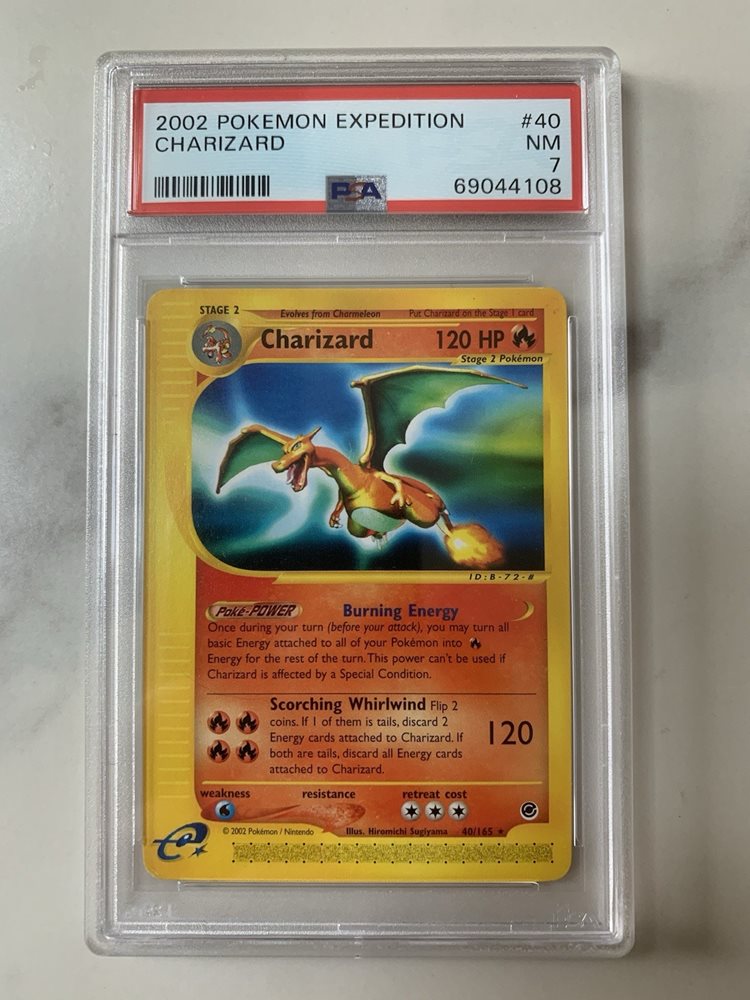 2002 POKEMON EXPEDITION #40
CHARIZARD NM
7
PSA 69044108
STAGE 2 Evolves from Charmeleon Put Charizard on the Stage 1 card
Charizard 120 HP
Stage 2 Pokémon
ID:B-72-#
Poké-POWER Burning Energy
Once during your turn (before your attack), you may turn all
basic Energy attached to all of your Pokémon into
Energy for the rest of the turn. This power can't be used if
Charizard is affected by a Special Condition.
Scorching Whirlwind Flip 2
coins. If 1 of them is tails, discard 2
Energy cards attached to Charizard. If
both are tails, discard all Energy cards
attached to Charizard.
120
weakness resistance retreat cost
© 2002 Pokémon / Nintendo Illus. Hiromichi Sugiyama 40/165 ★
e